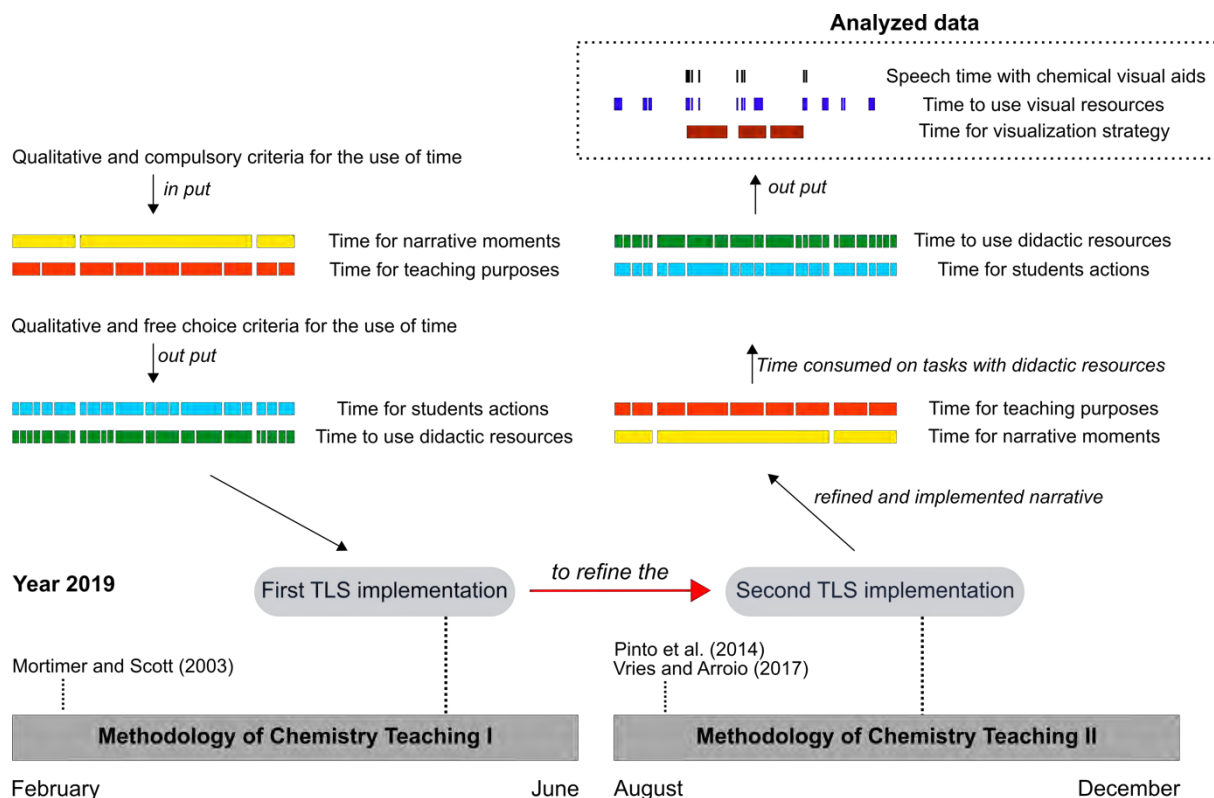 Analyzed data
Speech time with chemical visual aids
Time to use visual resources
Time for visualization strategy
Qualitative and compulsory criteria for the use of time
in put
Time for narrative moments
Time for teaching purposes
Qualitative and free choice criteria for the use of time
out put
Time for students actions
Time to use didactic resources
out put
Time to use didactic resources
Time for students actions
Time consumed on tasks with didactic resources
Time for teaching purposes
Time for narrative moments
refined and implemented narrative
Year 2019
First TLS implementation
to refine the
Second TLS implementation
Mortimer and Scott (2003)
Pinto et al. (2014)
Vries and Arroio (2017)
Methodology of Chemistry Teaching I
Methodology of Chemistry Teaching II
February
June
August
December